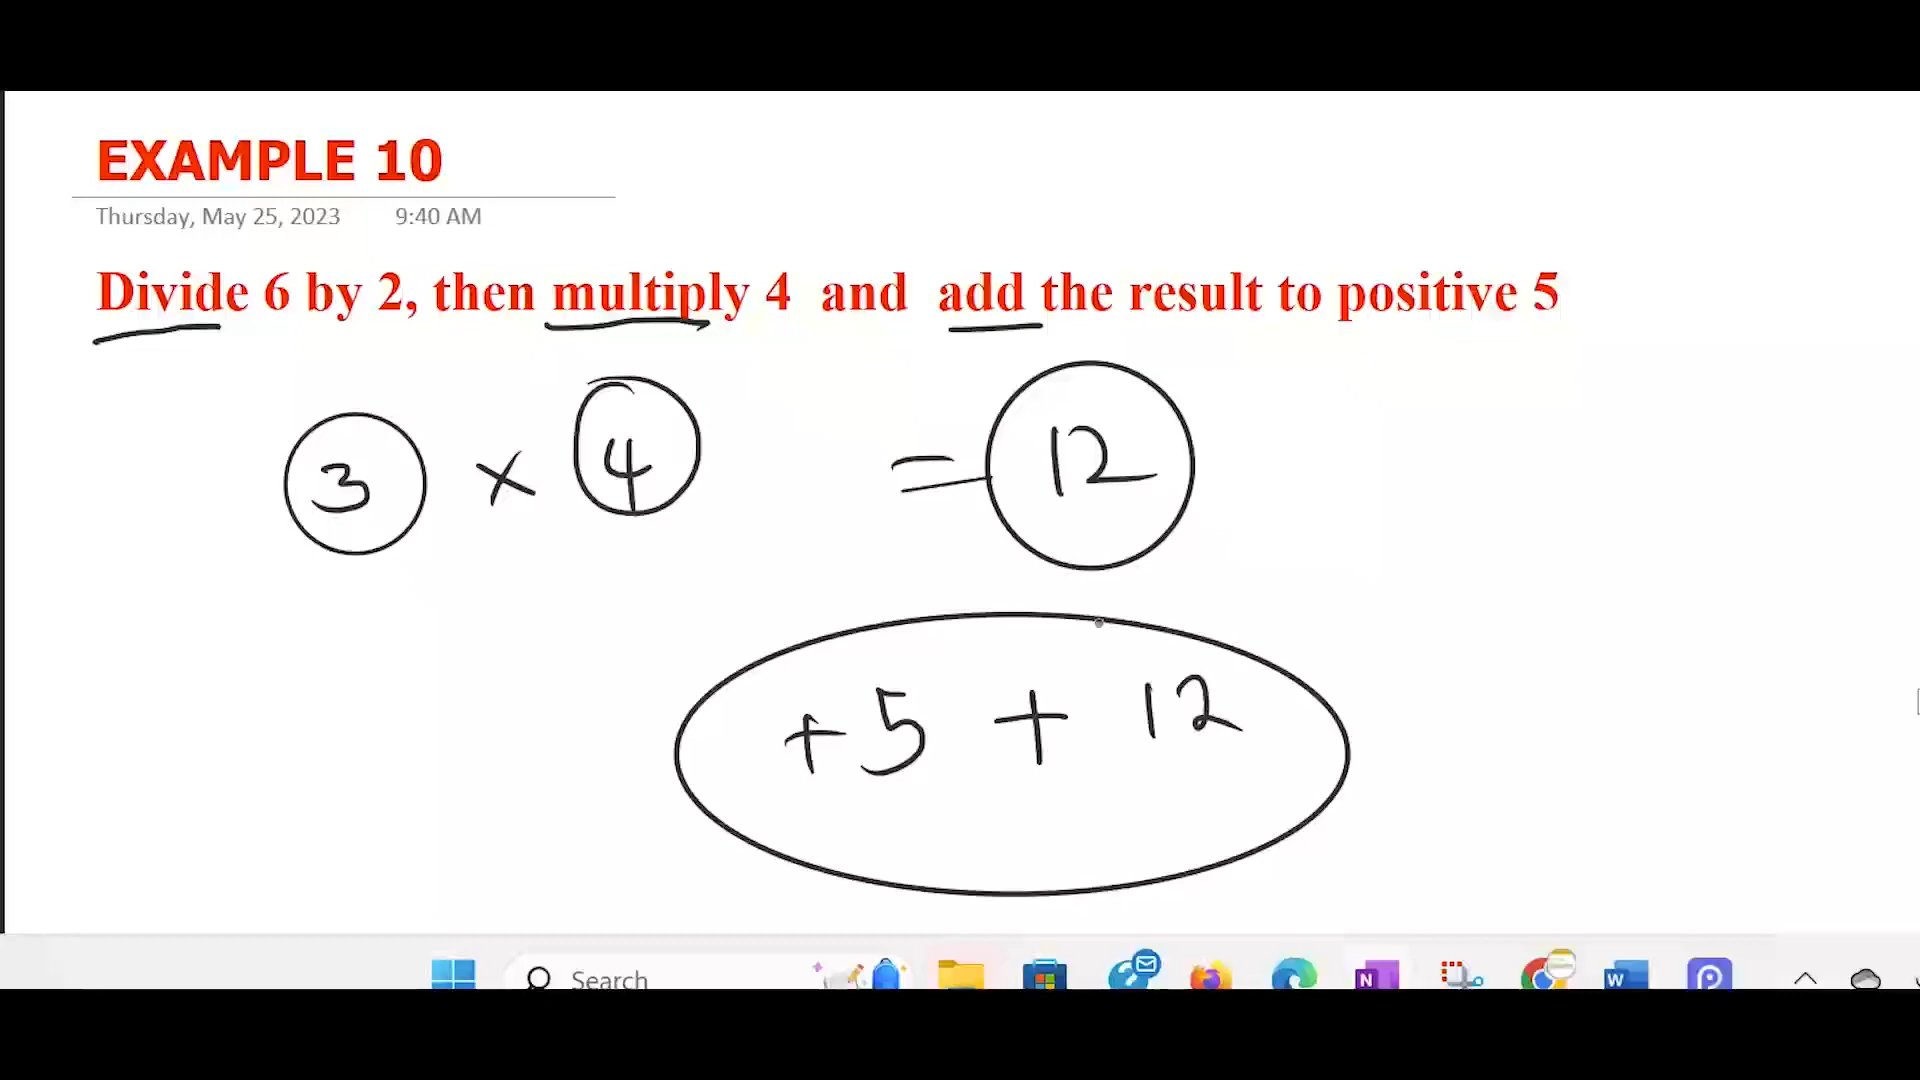 EXAMPLE 10
Thursday, May 25, 2023 9:40 AM
Divide 6 by 2, then multiply 4 and add the result to positive 5
3 × 4 = 12
+5 + 12
Search
N
W
P